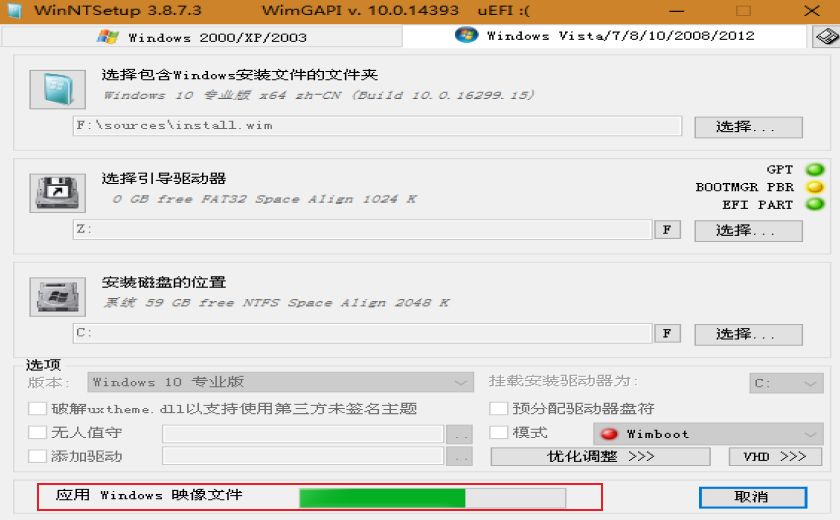 WinNTSetup 3.8.7.3 WimGAPI v. 10.0.14393 uEFI :(
Windows 2000/XP/2003 Windows Vista/7/8/10/2008/2012
选择包含Windows安装文件的文件夹
Windows 10 专业版 x64 zh-CN (Build 10.0.16299.15)
F:\sources\install.wim 选择...
选择引导驱动器 GPT
0 GB free FAT32 Space Align 1024 K BOOTMGR PBR
EFI PART
Z: F 选择...
安装磁盘的位置
系统 59 GB free NTFS Space Align 2048 K
C: F 选择...
选项
版本: Windows 10 专业版 挂载安装驱动器为: C:
破解uxtheme.dll以支持使用第三方未签名主题 预分配驱动器盘符
无人值守 .. 模式 Wimboot
添加驱动 .. 优化调整 >>> VHD >>>
应用 Windows 映像文件 取消